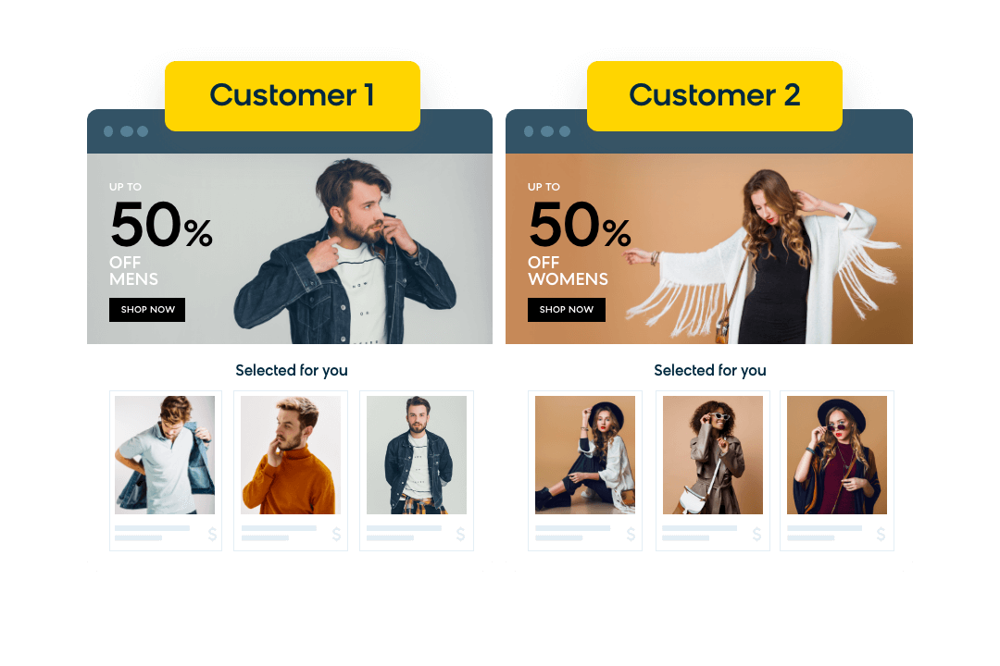 Customer 1
UP TO
50%
OFF
MENS
SHOP NOW
Selected for you
$
$
$
Customer 2
UP TO
50%
OFF
WOMENS
SHOP NOW
Selected for you
$
$
$